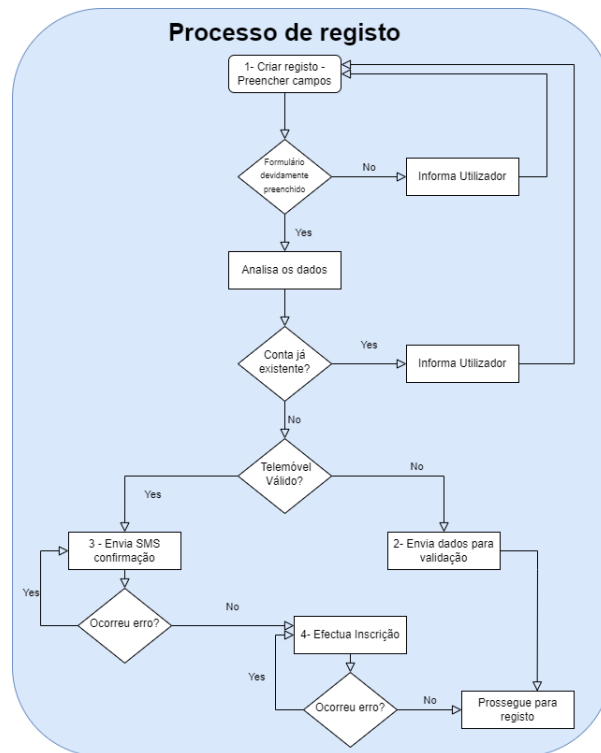 Processo de registo
1- Criar registo -
Preencher campos
Formulário
devidamente
preenchido
No
Informa Utilizador
Yes
Analisa os dados
Conta já
existente?
Yes
Informa Utilizador
No
Telemóvel
Válido?
Yes
No
3 - Envia SMS
confirmação
2- Envia dados para
validação
Yes
Ocorreu erro?
No
4- Efectua Inscrição
Yes
Ocorreu erro?
No
Prossegue para
registo